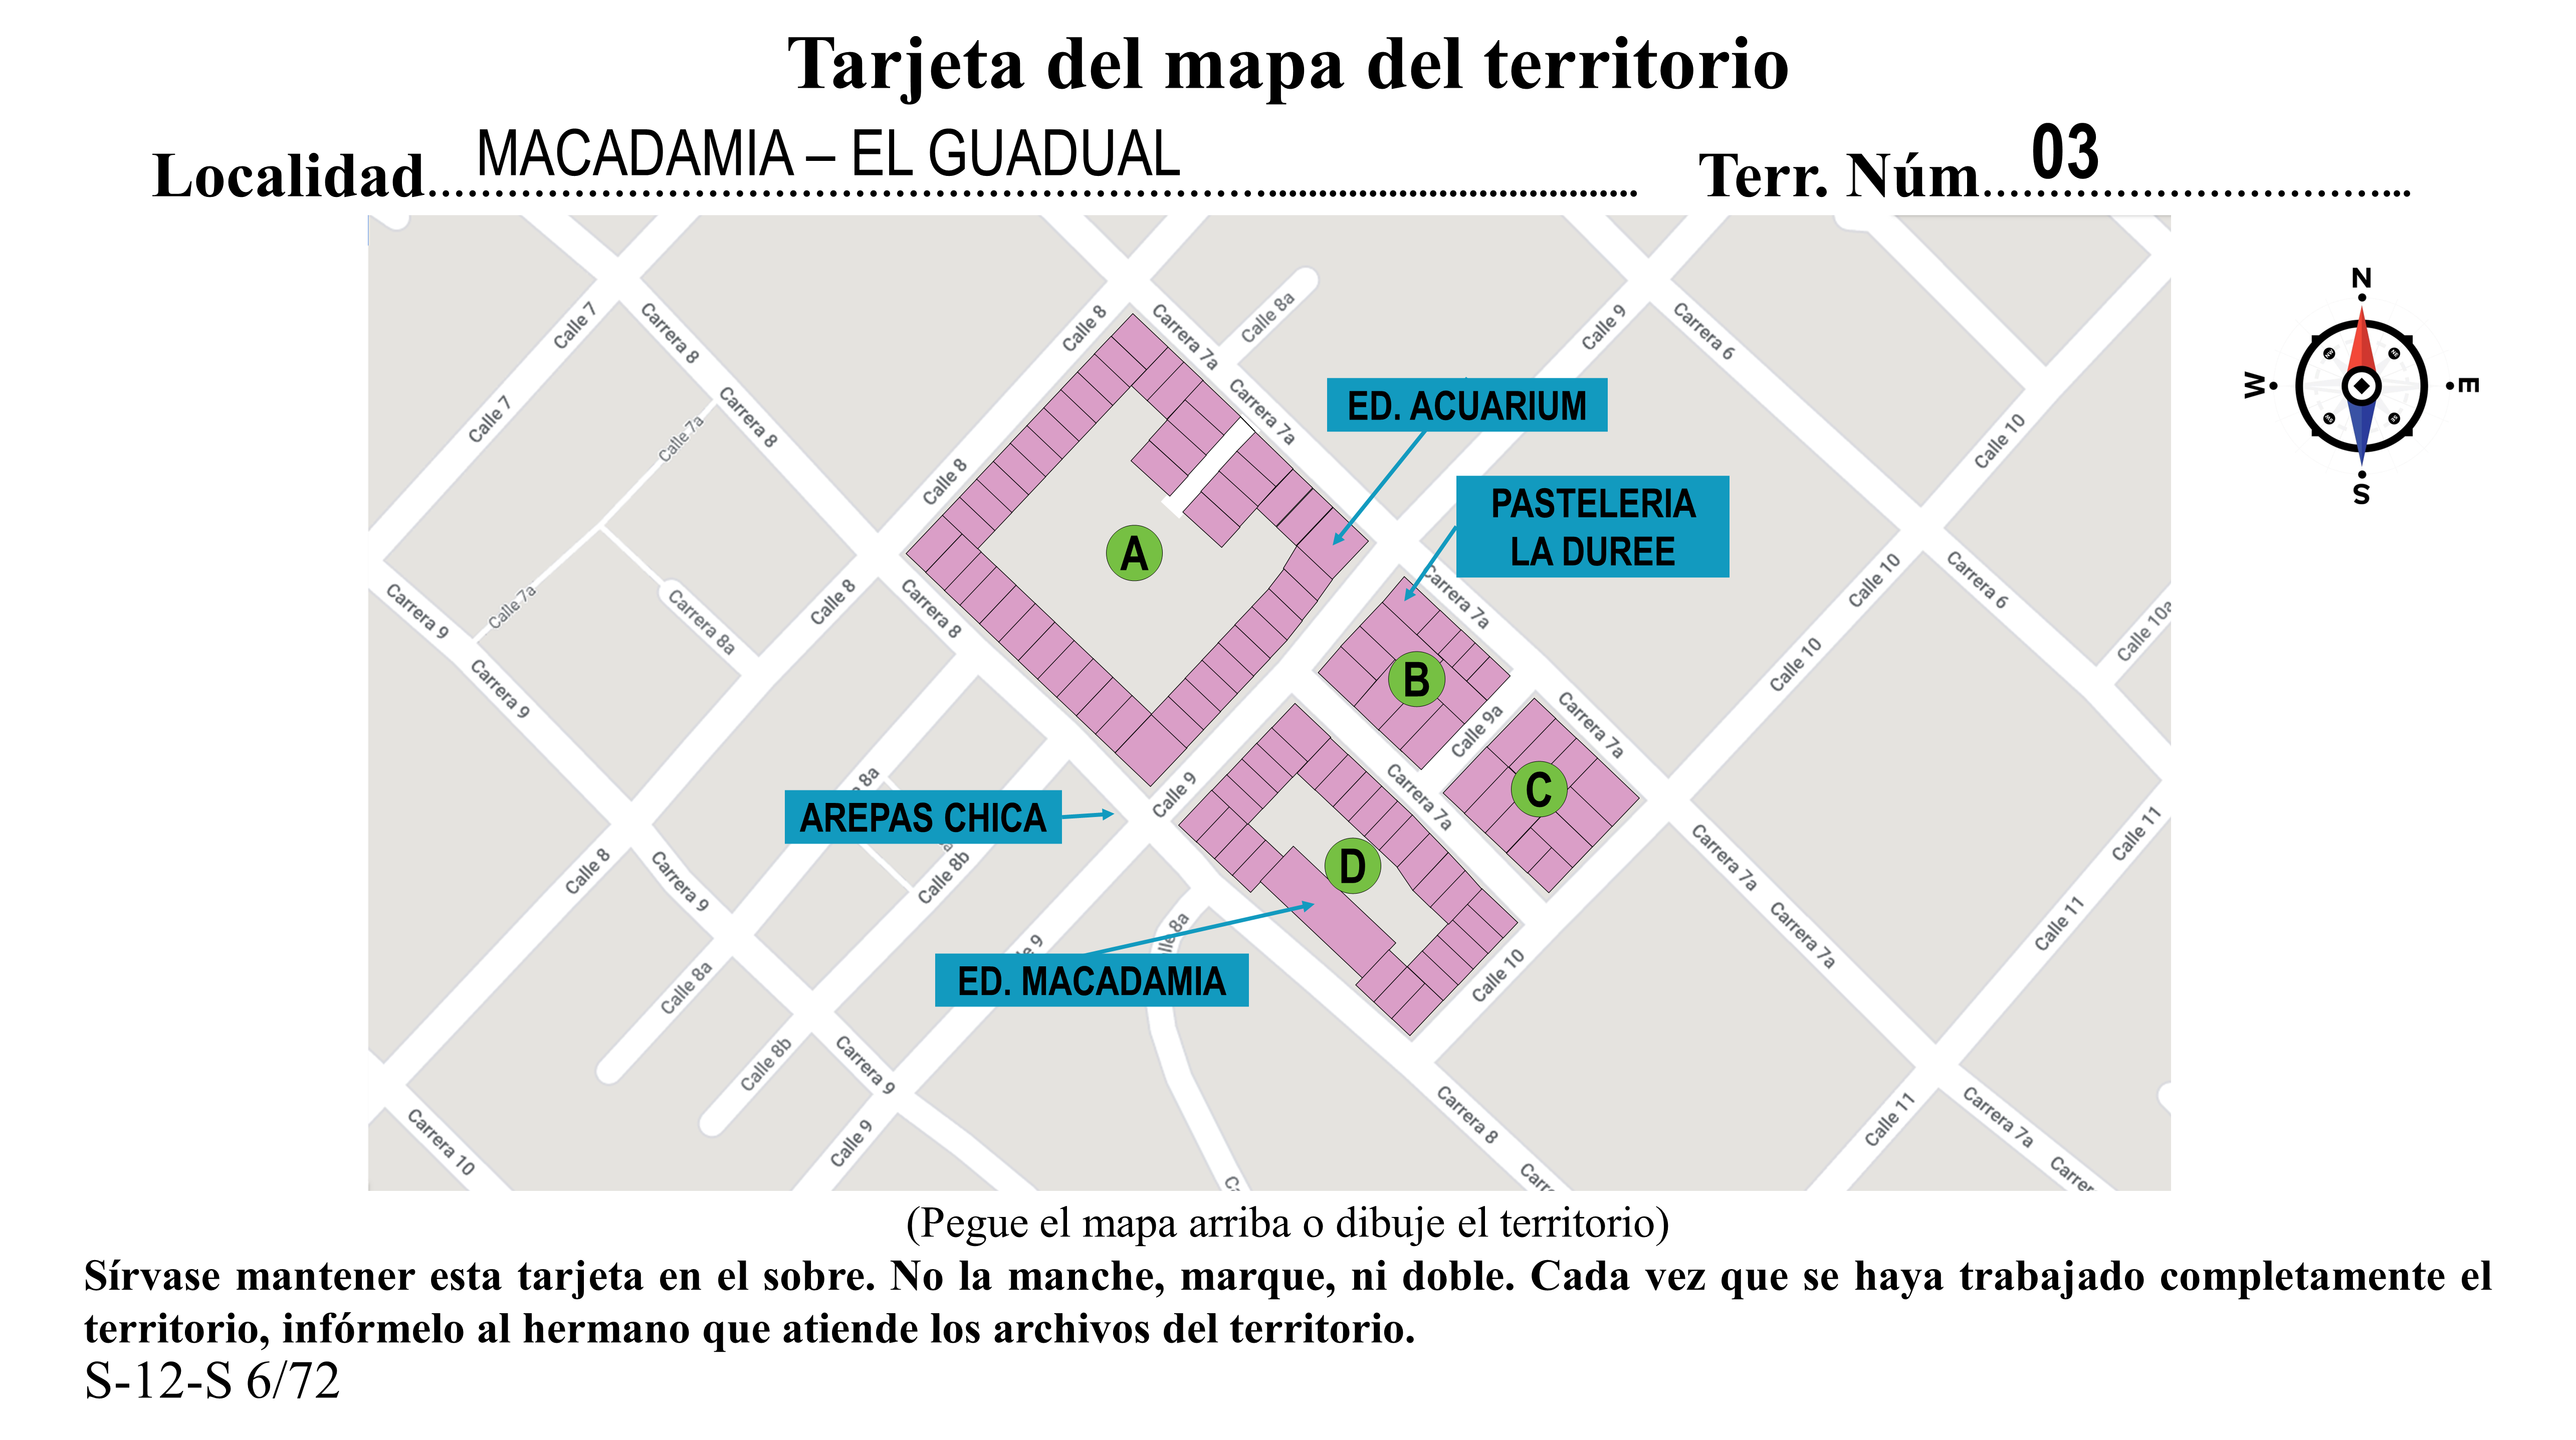 Tarjeta del mapa del territorio
Localidad MACADAMIA – EL GUADUAL
Terr. Núm 03
Calle 7
Carrera 8
Calle 8
Carrera 7a
Calle 8a
Calle 9
Carrera 6
N
W
E
S
Calle 7
Calle 7a
Carrera 8
Calle 8
Carrera 7a
ED. ACUARIUM
Calle 10
PASTELERIA
LA DUREE
A
Carrera 9
Calle 7a
Carrera 8a
Calle 8
Carrera 8
Carrera 7a
Calle 10
Carrera 6
Calle 10a
Carrera 9
B
Calle 9a
Carrera 7a
Calle 10
8a
Calle 9
Carrera 7a
C
AREPAS CHICA
Calle 8
Carrera 9
Calle 8b
D
Carrera 7a
Calle 11
Calle 8a
ED. MACADAMIA
Calle 10
Carrera 7a
Calle 11
Calle 8b
Carrera 9
Carrera 10
Calle 9
Carrera 8
Calle 11
Carrera 7a
(Pegue el mapa arriba o dibuje el territorio)
Sírvase mantener esta tarjeta en el sobre. No la manche, marque, ni doble. Cada vez que se haya trabajado completamente el
territorio, infórmelo al hermano que atiende los archivos del territorio.
S-12-S 6/72